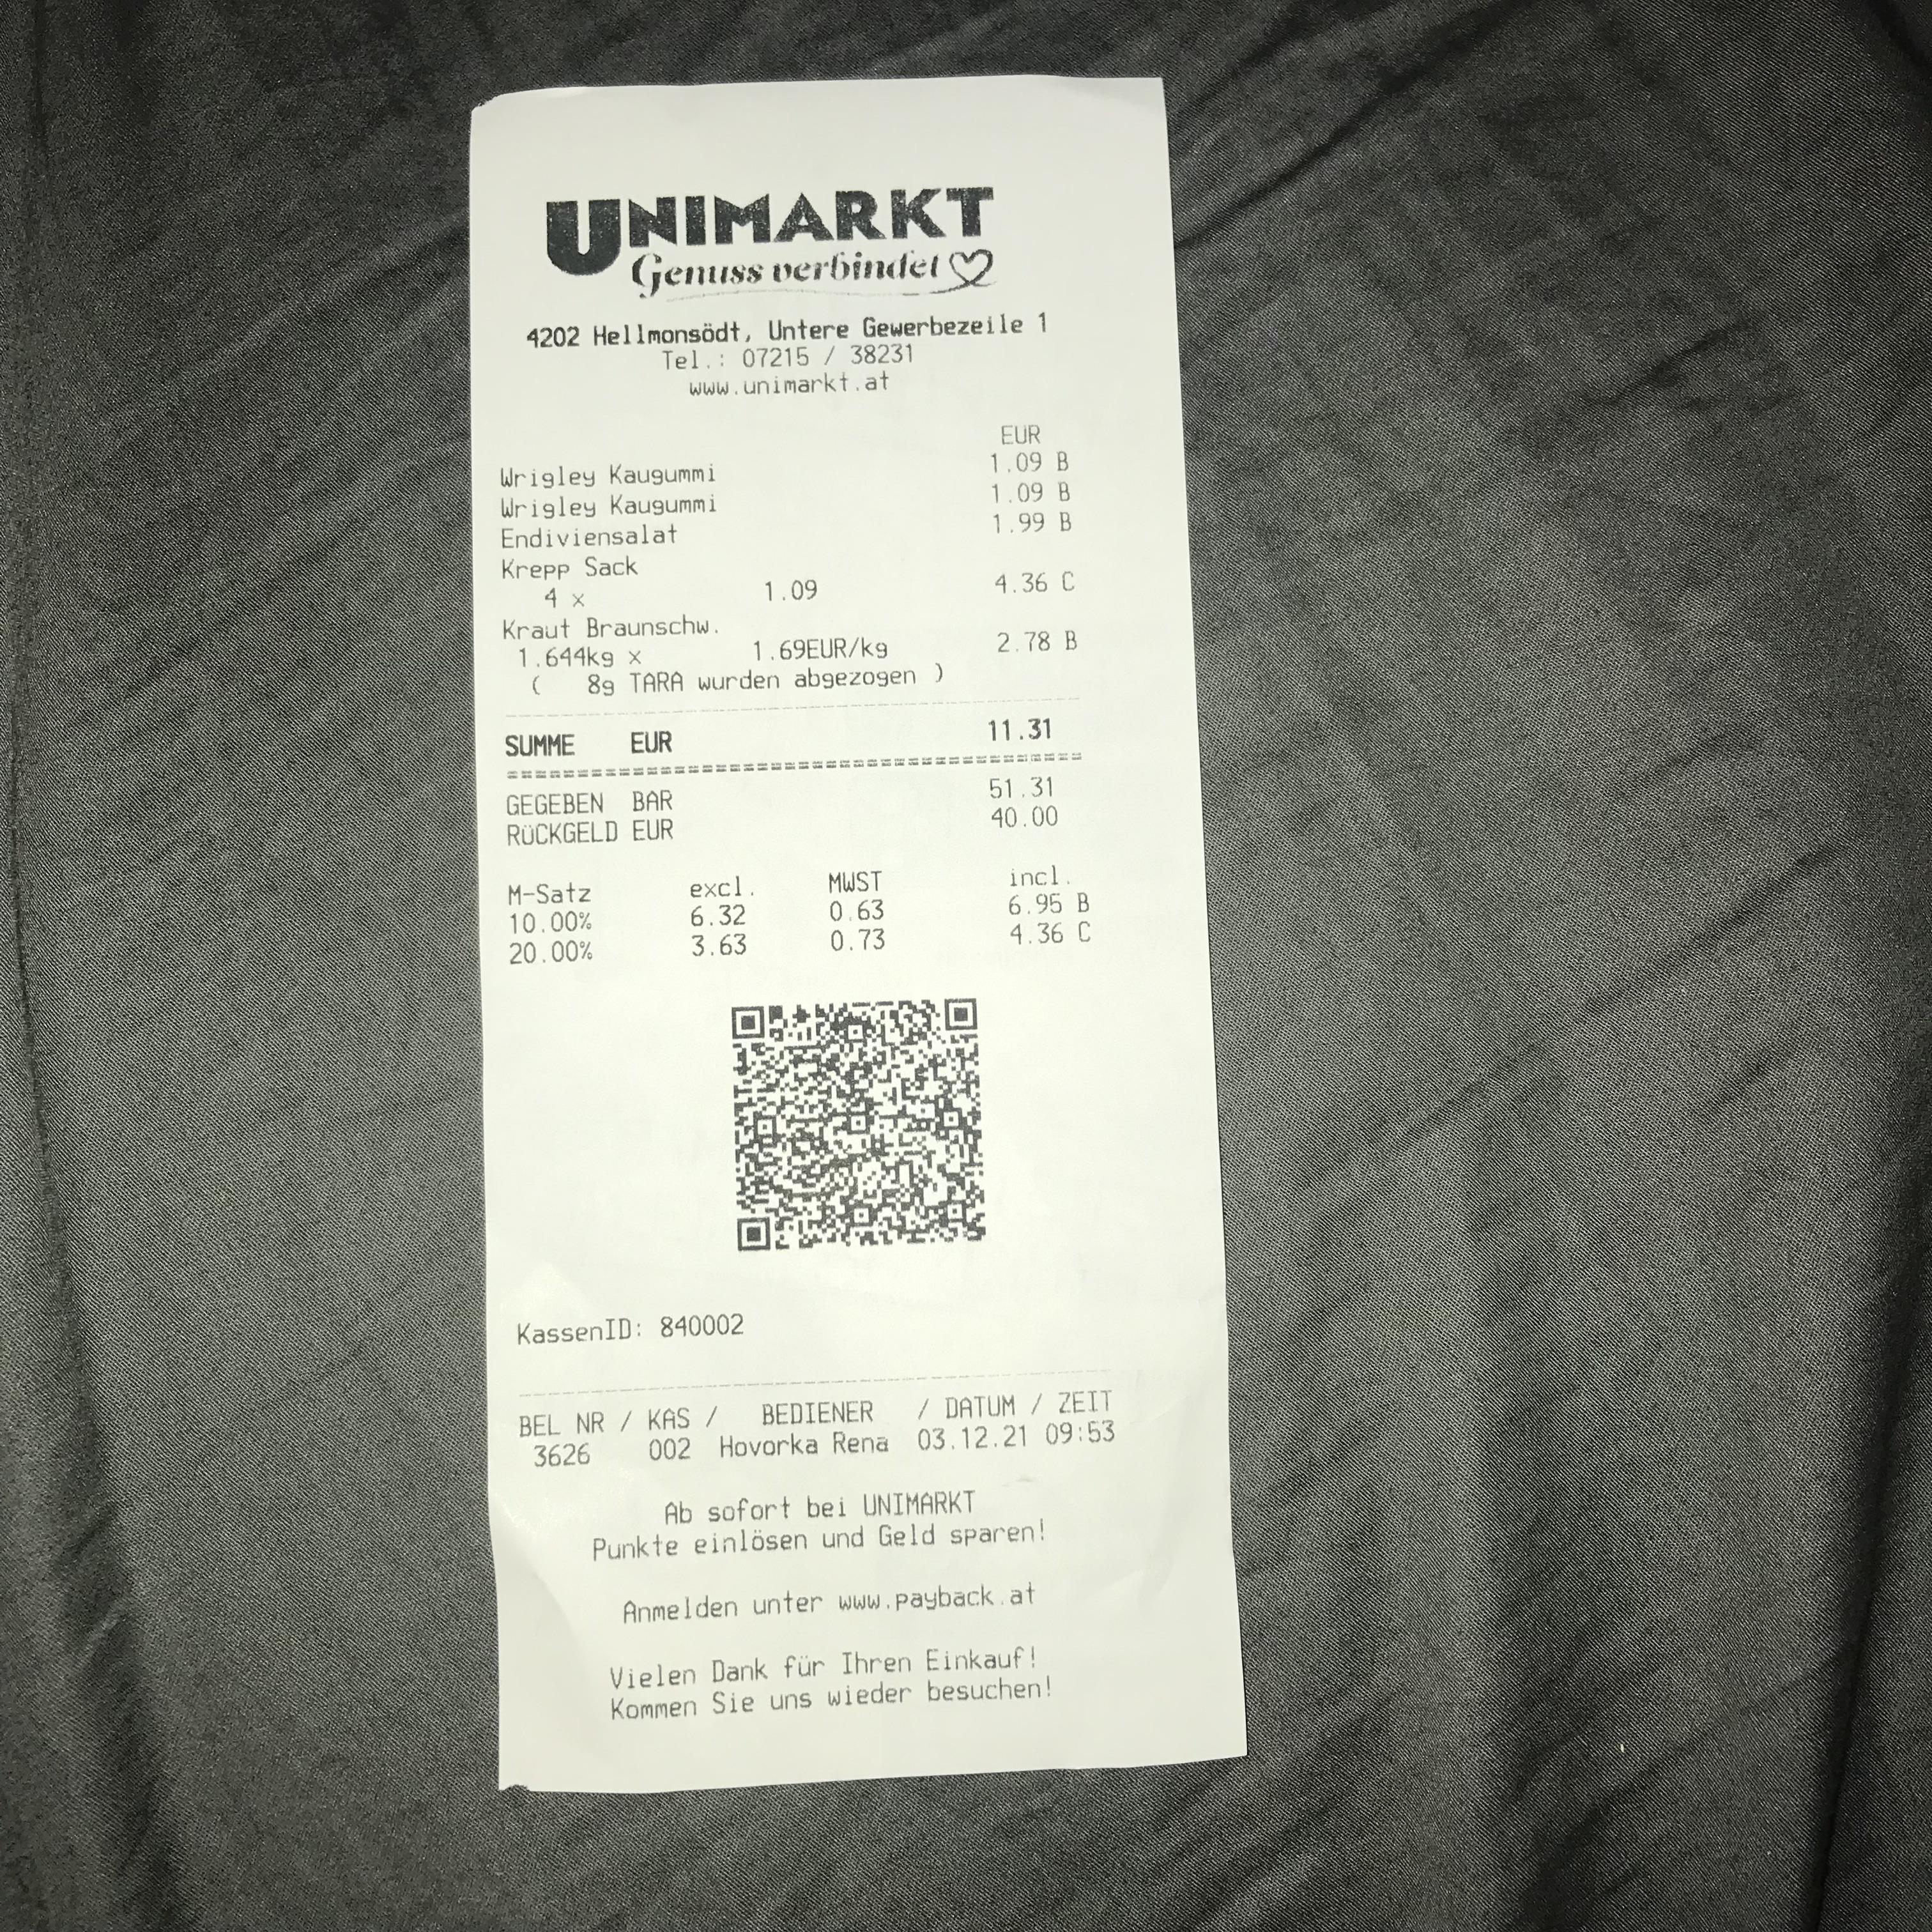 UNIMARKT
Genuss verbindet
4202 Hellmonsödt, Untere Gewerbezeile 1
Tel.: 07215 / 38231
www.unimarkt.at
EUR
Wrigley Kaugummi 1.09 B
Wrigley Kaugummi 1.09 B
Endiviensalat 1.99 B
Krepp Sack
4 x 1.09 4.36 C
Kraut Braunschw.
1.644kg x 1.69EUR/kg 2.78 B
( 8g TARA wurden abgezogen )
SUMME EUR 11.31
GEGEBEN BAR 51.31
RÜCKGELD EUR 40.00
M-Satz excl. MWST incl.
10.00% 6.32 0.63 6.95 B
20.00% 3.63 0.73 4.36 C
KassenID: 840002
BEL NR / KAS / BEDIENER / DATUM / ZEIT
3626 002 Hovorka Rena 03.12.21 09:53
Ab sofort bei UNIMARKT
Punkte einlösen und Geld sparen!
Anmelden unter www.payback.at
Vielen Dank für Ihren Einkauf!
Kommen Sie uns wieder besuchen!